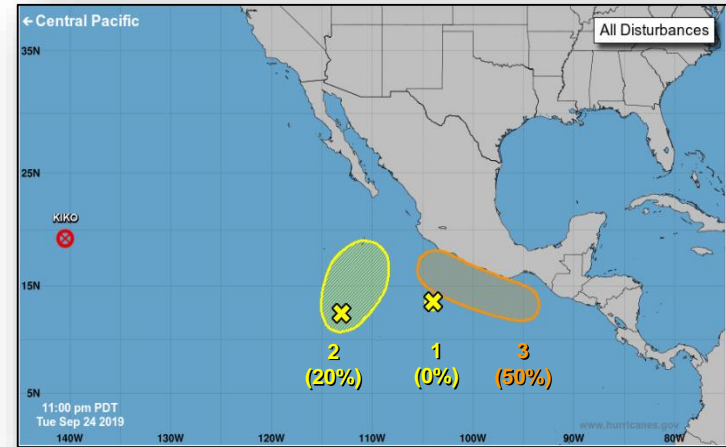 ← Central Pacific
All Disturbances
35N
25N
KIKO
15N
2
(20%)
1
(0%)
3
(50%)
5N
11:00 pm PDT
Tue Sep 24 2019
www.hurricanes.gov
140W
130W
120W
110W
100W
90W
80W